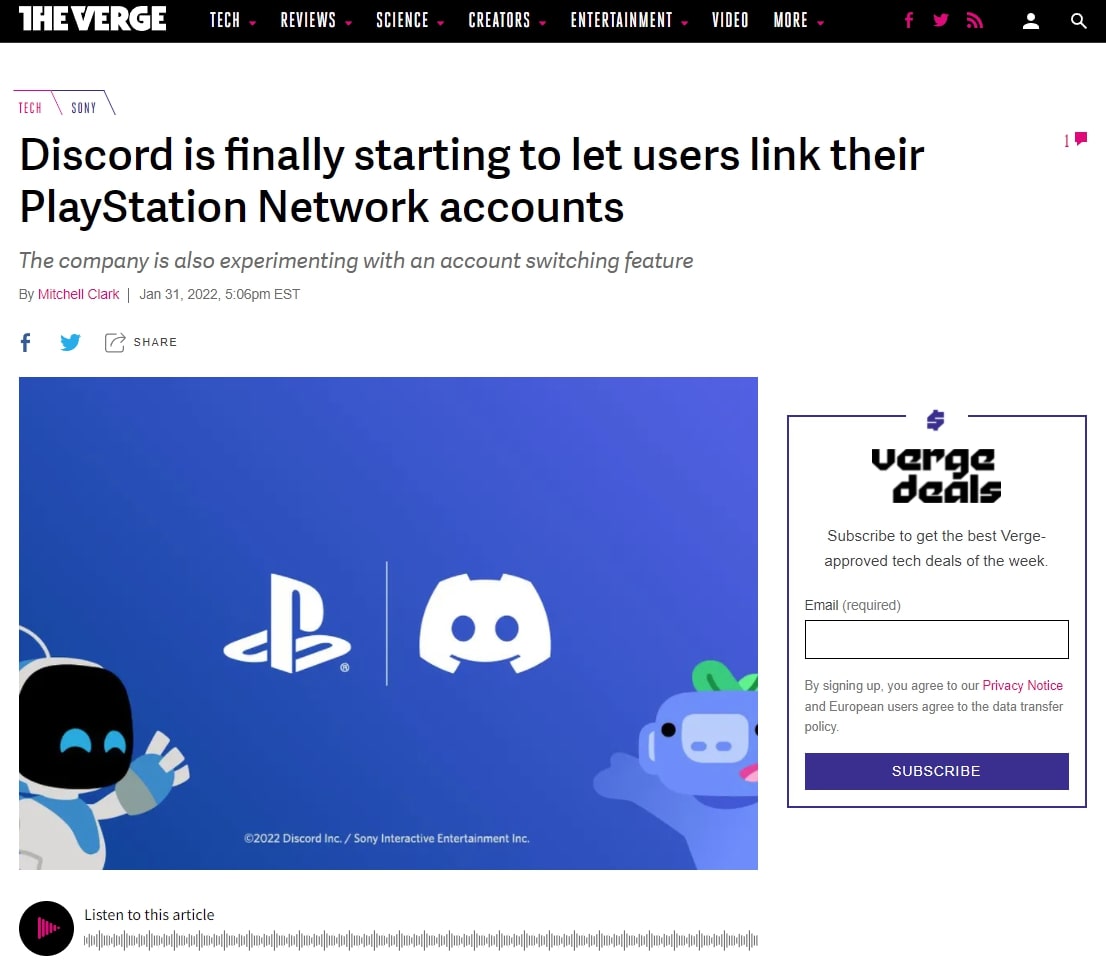 THE VERGE
TECH REVIEWS SCIENCE CREATORS ENTERTAINMENT VIDEO MORE
TECH SONY
Discord is finally starting to let users link their
PlayStation Network accounts
1
The company is also experimenting with an account switching feature
By Mitchell Clark | Jan 31, 2022, 5:06pm EST
SHARE
®
©2022 Discord Inc. / Sony Interactive Entertainment Inc.
verge
deals
Subscribe to get the best Verge-
approved tech deals of the week.
Email (required)
By signing up, you agree to our Privacy Notice
and European users agree to the data transfer
policy.
SUBSCRIBE
Listen to this article